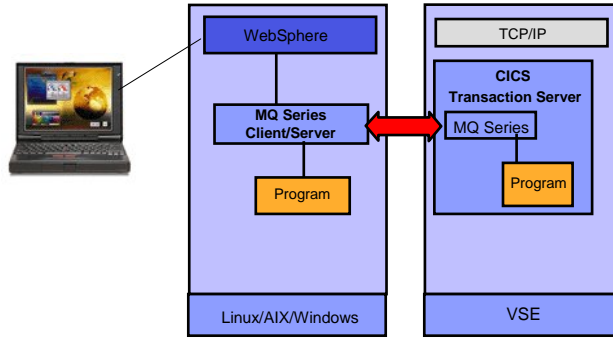 WebSphere
MQ Series
Client/Server
Program
Linux/AIX/Windows
TCP/IP
CICS
Transaction Server
MQ Series
Program
VSE